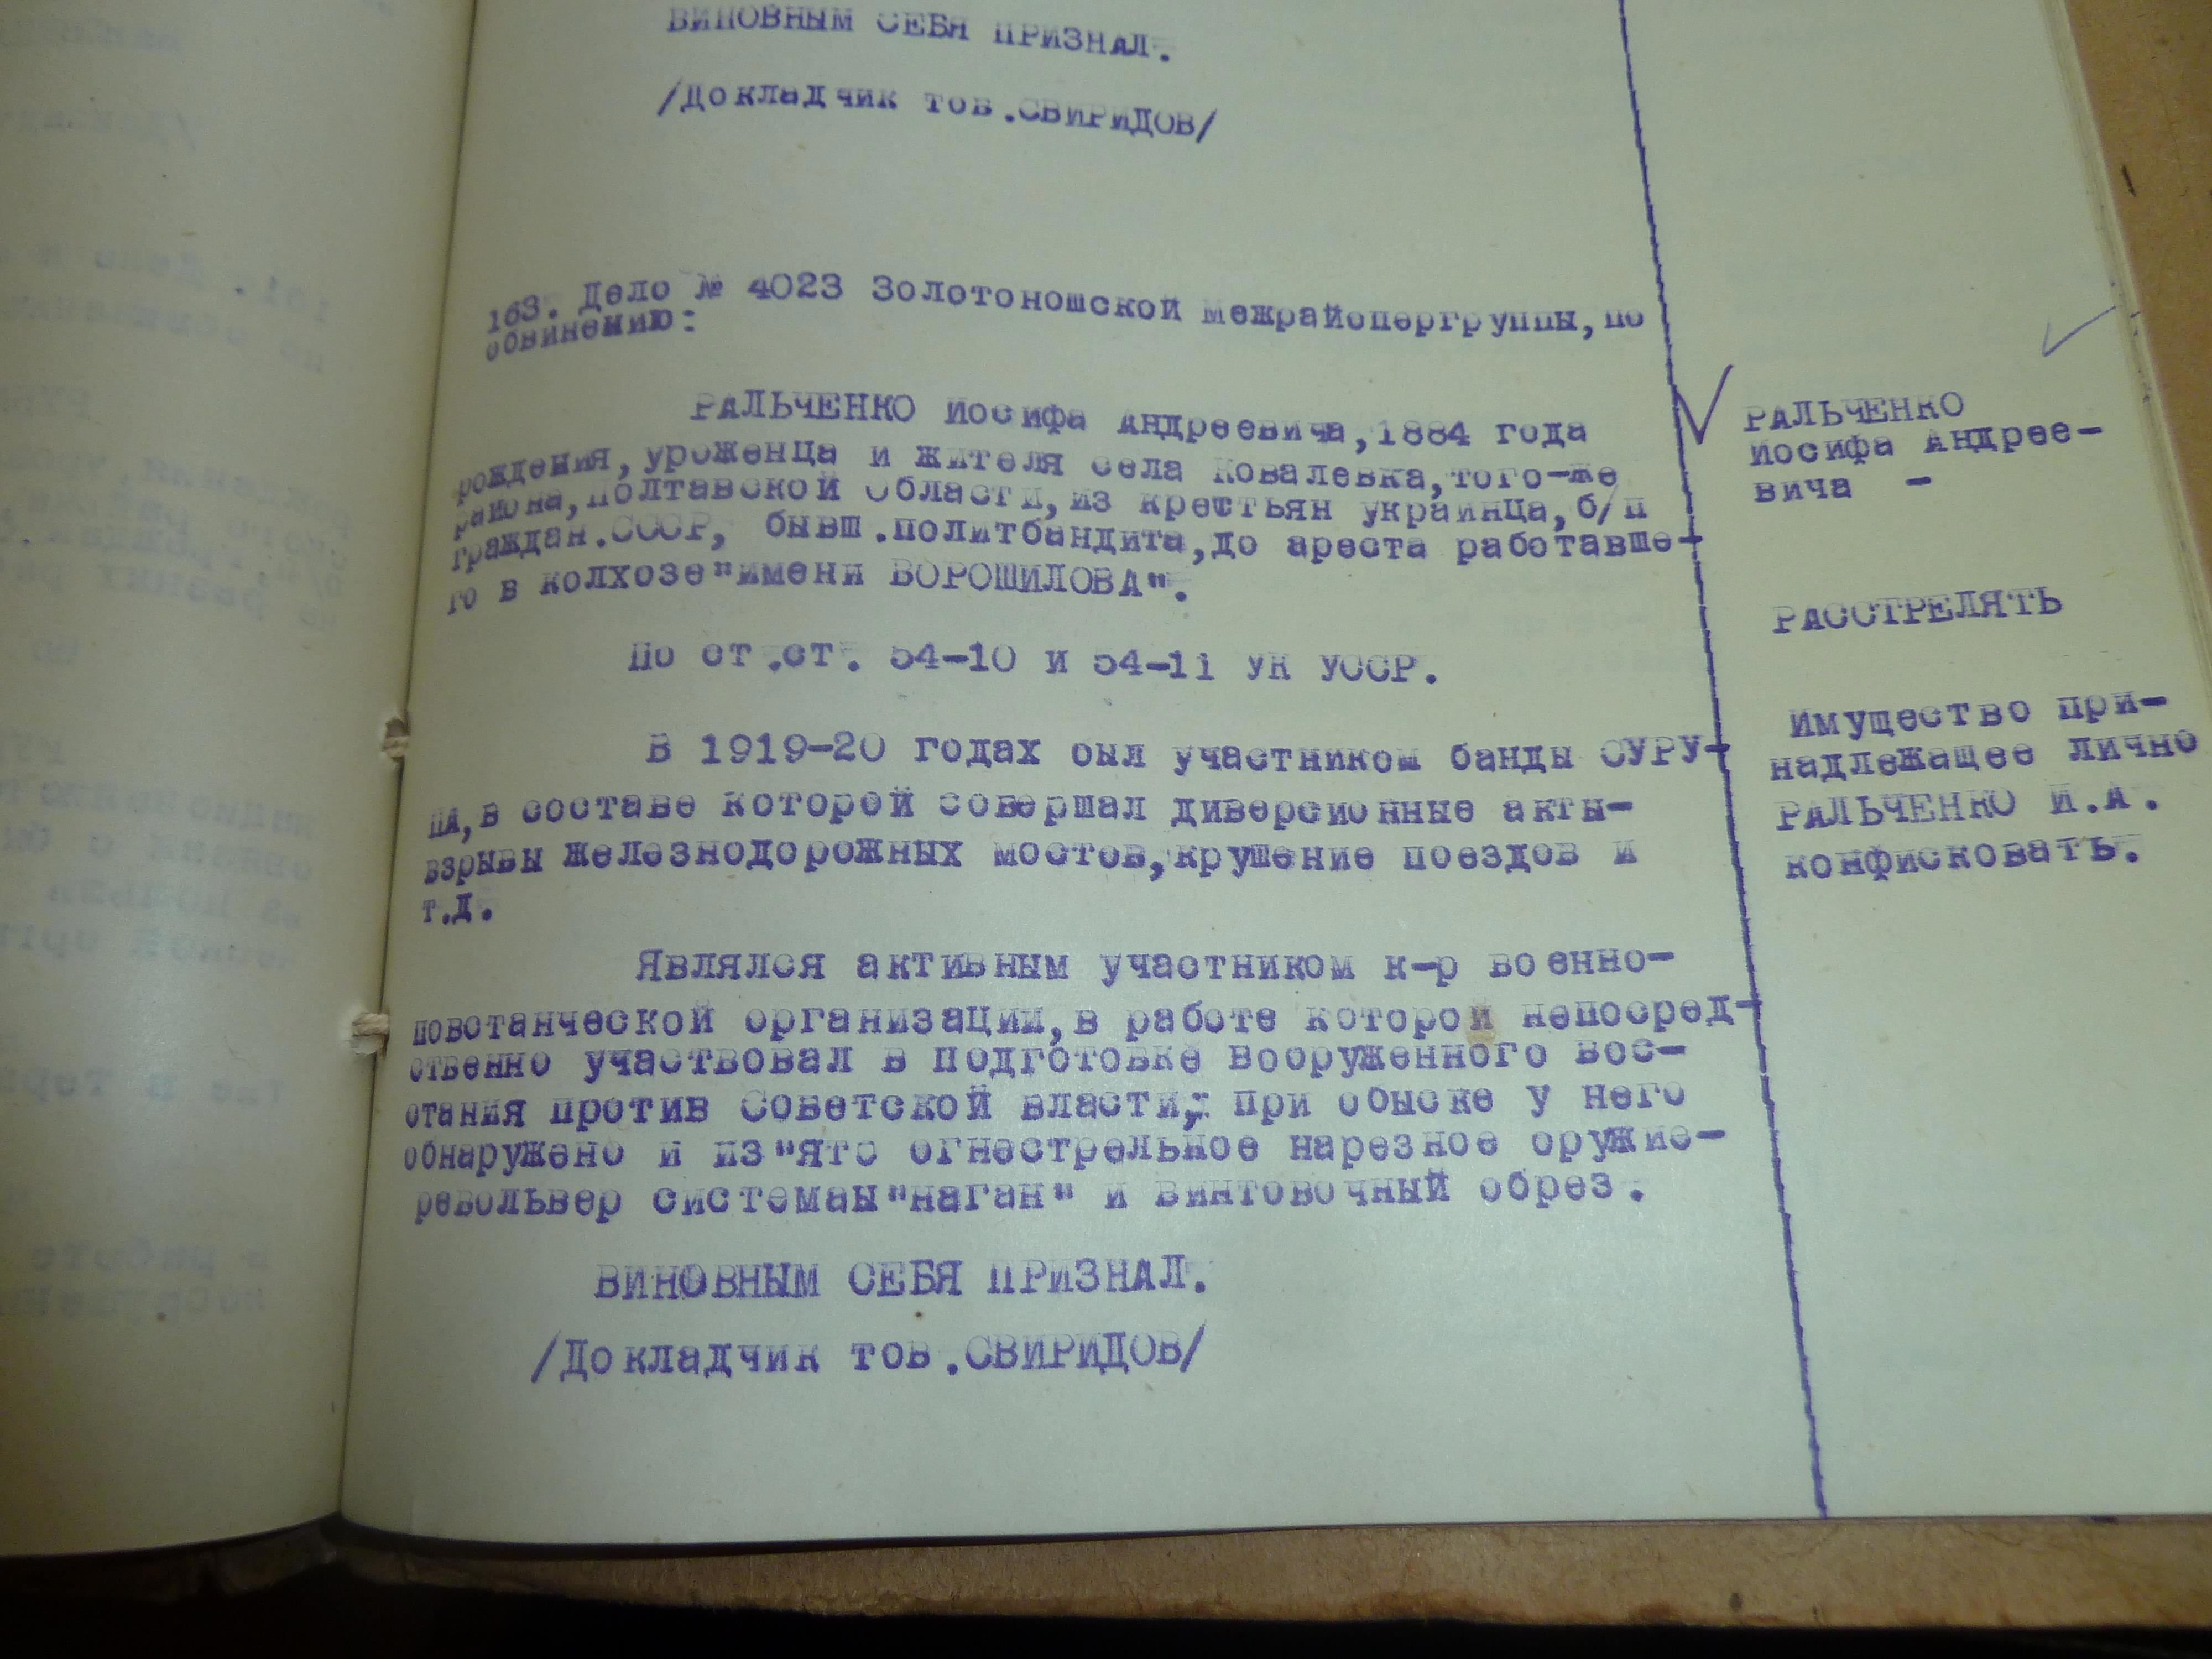 ВИНОВНЫМ СЕБЯ ПРИЗНАЛ.
/Докладчик тов.СВИРИДОВ/
163. Дело № 4023 Золотоношской межрайопергруппы, по
обвинению:
РАЛЬЧЕНКО Иосифа Андреевича,1884 года
рождения,уроженца и жителя села Ковалевка,того-же
района,Полтавской области,из крестьян украинца,б/п
граждан.СССР, бывш.политбандита,до ареста работавше-
го в колхозе"имени ВОРОШИЛОВА".
По ст.ст. 54-10 и 54-11 УК УССР.
В 1919-20 годах был участником банды СУРУ-
ПА,в составе которой совершал диверсионные акты-
взрывы железнодорожных мостов,крушение поездов и
т.д.
Являлся активным участником к-р военно-
повстанческой организации,в работе которой непосред-
ственно участвовал в подготовке вооруженного вос-
стания против Советской власти,: при обыске у него
обнаружено и из"ято огнестрельное нарезное оружие-
револьвер системаы"наган" и винтовочный обрез.
ВИНОВНЫМ СЕБЯ ПРИЗНАЛ.
/Докладчик тов.СВИРИДОВ/
РАЛЬЧЕНКО
Иосифа Андрее-
вича -
РАССТРЕЛЯТЬ
Имущество при-
надлежащее лично
РАЛЬЧЕНКО И.А.
конфисковать.